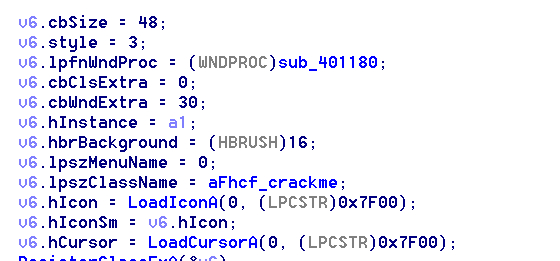 v6.cbSize = 48;
v6.style = 3;
v6.lpfnWndProc = (WNDPROC)sub_401180;
v6.cbClsExtra = 0;
v6.cbWndExtra = 30;
v6.hInstance = a1;
v6.hbrBackground = (HBRUSH)16;
v6.lpszMenuName = 0;
v6.lpszClassName = aFhcf_crackme;
v6.hIcon = LoadIconA(0, (LPCSTR)0x7F00);
v6.hIconSm = v6.hIcon;
v6.hCursor = LoadCursorA(0, (LPCSTR)0x7F00);
RegisterClassExA(&v6)